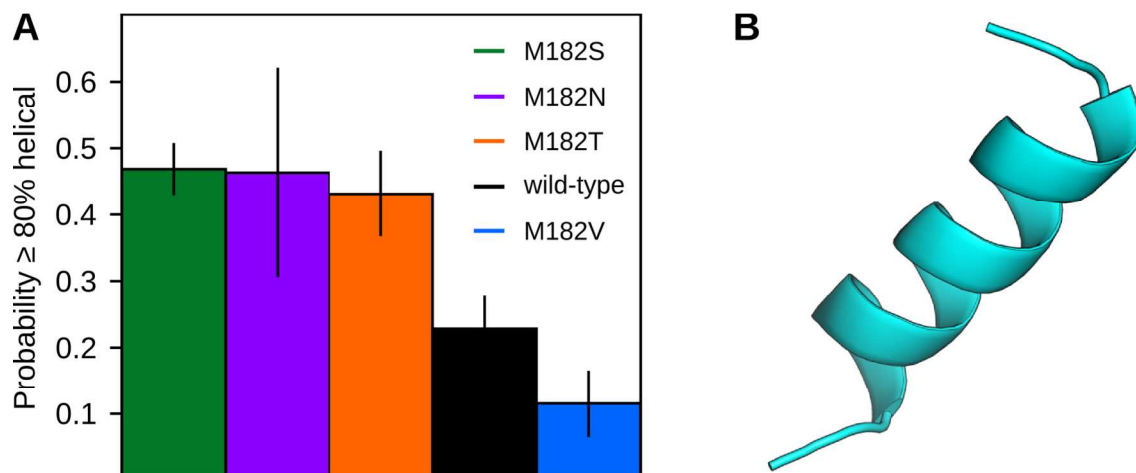 A
Probability ≥ 80% helical
0.6
0.5
0.4
0.3
0.2
0.1
M182S
M182N
M182T
wild-type
M182V
B